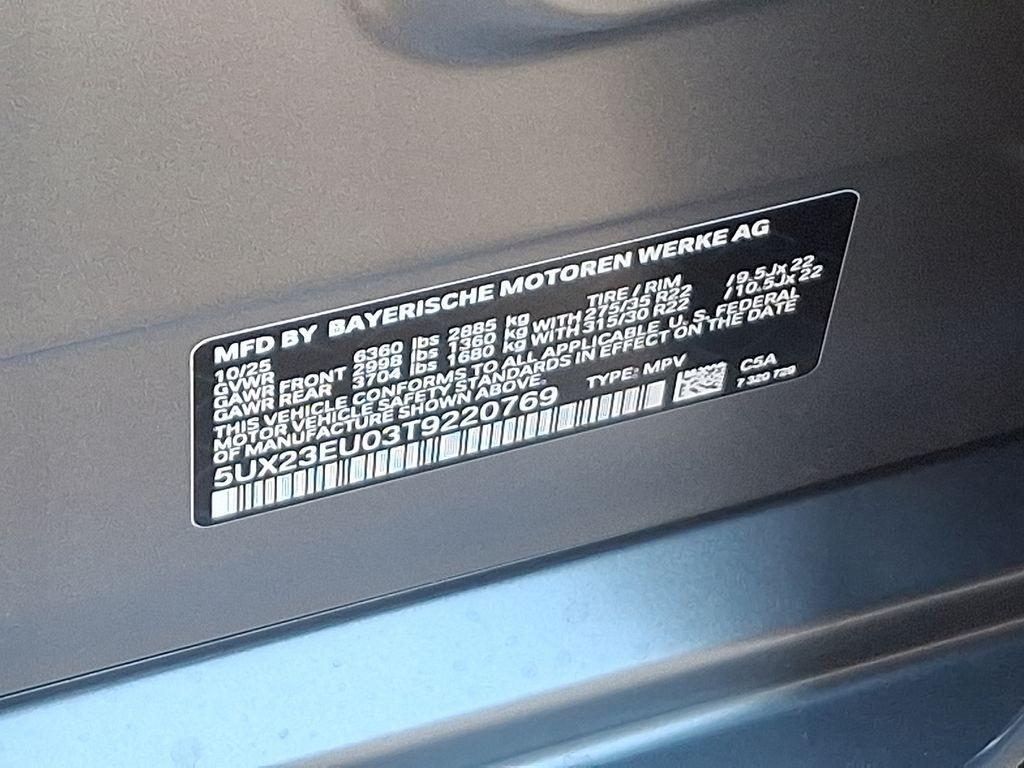 MFD BY BAYERISCHE MOTOREN WERKE AG
10/25 TIRE / RIM
GVWR 6360 lbs 2885 kg
GAWR FRONT 2998 lbs 1360 kg WITH 275/35 R22 /9.5Jx 22
GAWR REAR 3704 lbs 1680 kg WITH 315/30 R22 /10.5Jx 22
THIS VEHICLE CONFORMS TO ALL APPLICABLE U. S. FEDERAL
MOTOR VEHICLE SAFETY STANDARDS IN EFFECT ON THE DATE
OF MANUFACTURE SHOWN ABOVE.
5UX23EU03T9220769 TYPE: MPV C5A
7 320 729